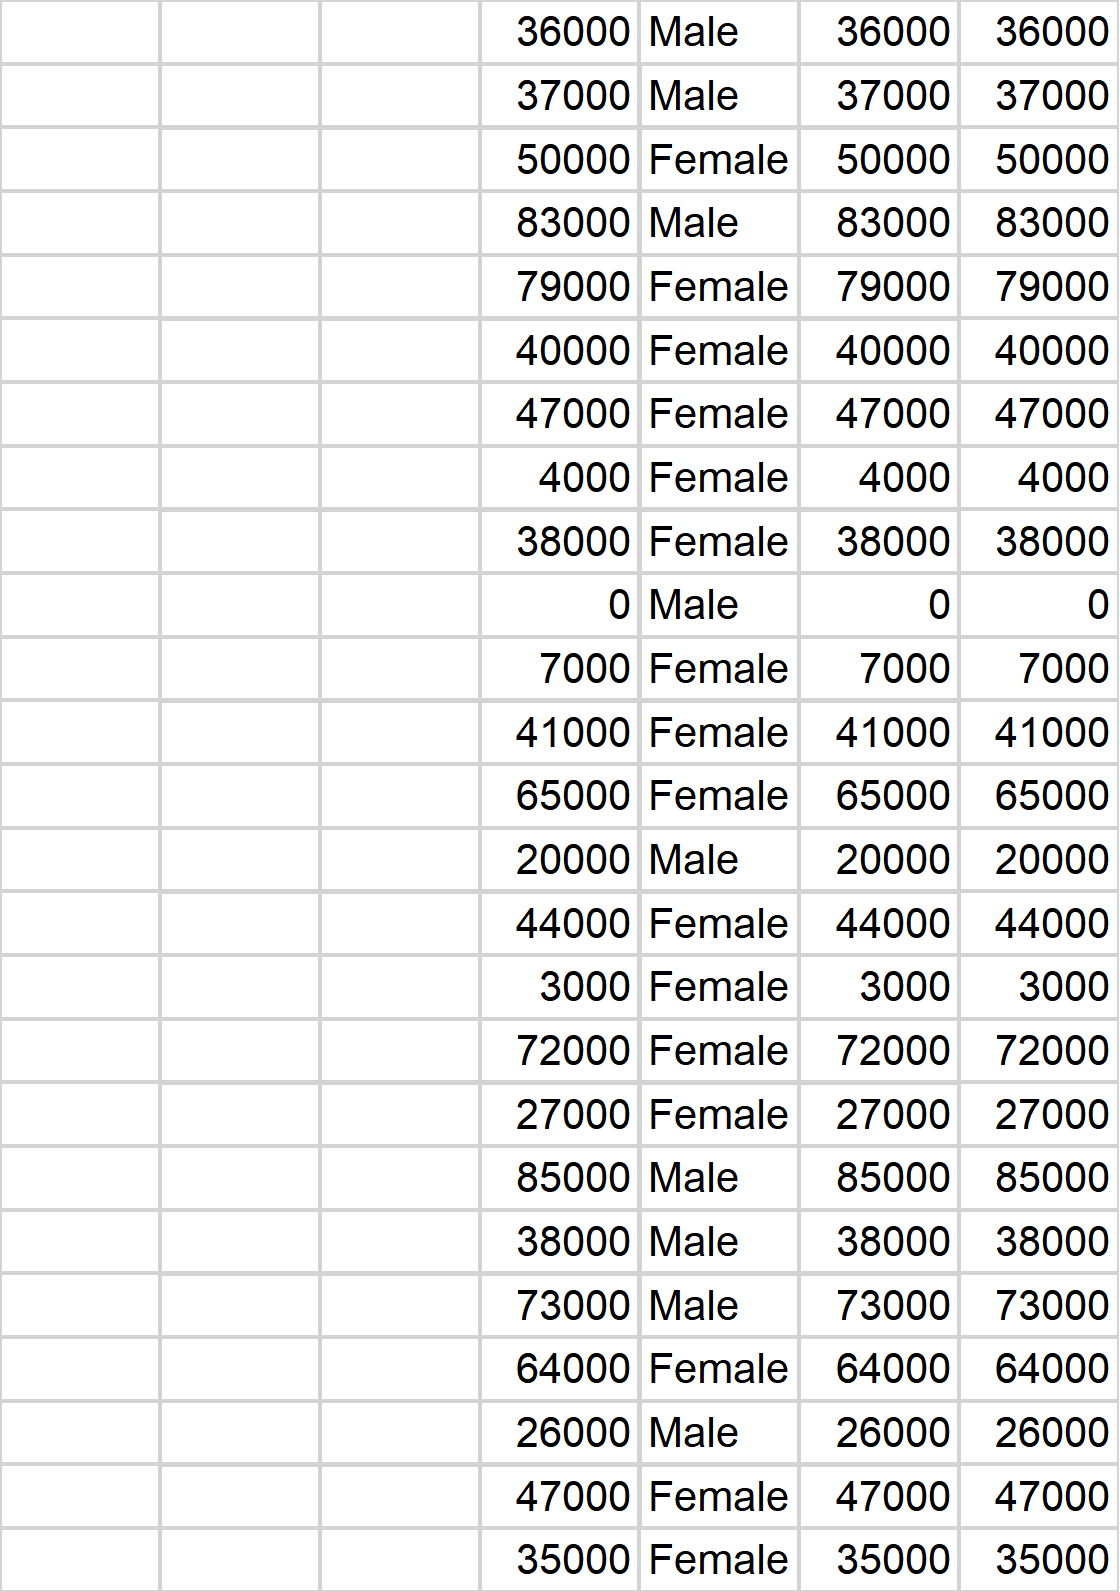 36000 Male 36000 36000
37000 Male 37000 37000
50000 Female 50000 50000
83000 Male 83000 83000
79000 Female 79000 79000
40000 Female 40000 40000
47000 Female 47000 47000
4000 Female 4000 4000
38000 Female 38000 38000
0 Male 0 0
7000 Female 7000 7000
41000 Female 41000 41000
65000 Female 65000 65000
20000 Male 20000 20000
44000 Female 44000 44000
3000 Female 3000 3000
72000 Female 72000 72000
27000 Female 27000 27000
85000 Male 85000 85000
38000 Male 38000 38000
73000 Male 73000 73000
64000 Female 64000 64000
26000 Male 26000 26000
47000 Female 47000 47000
35000 Female 35000 35000